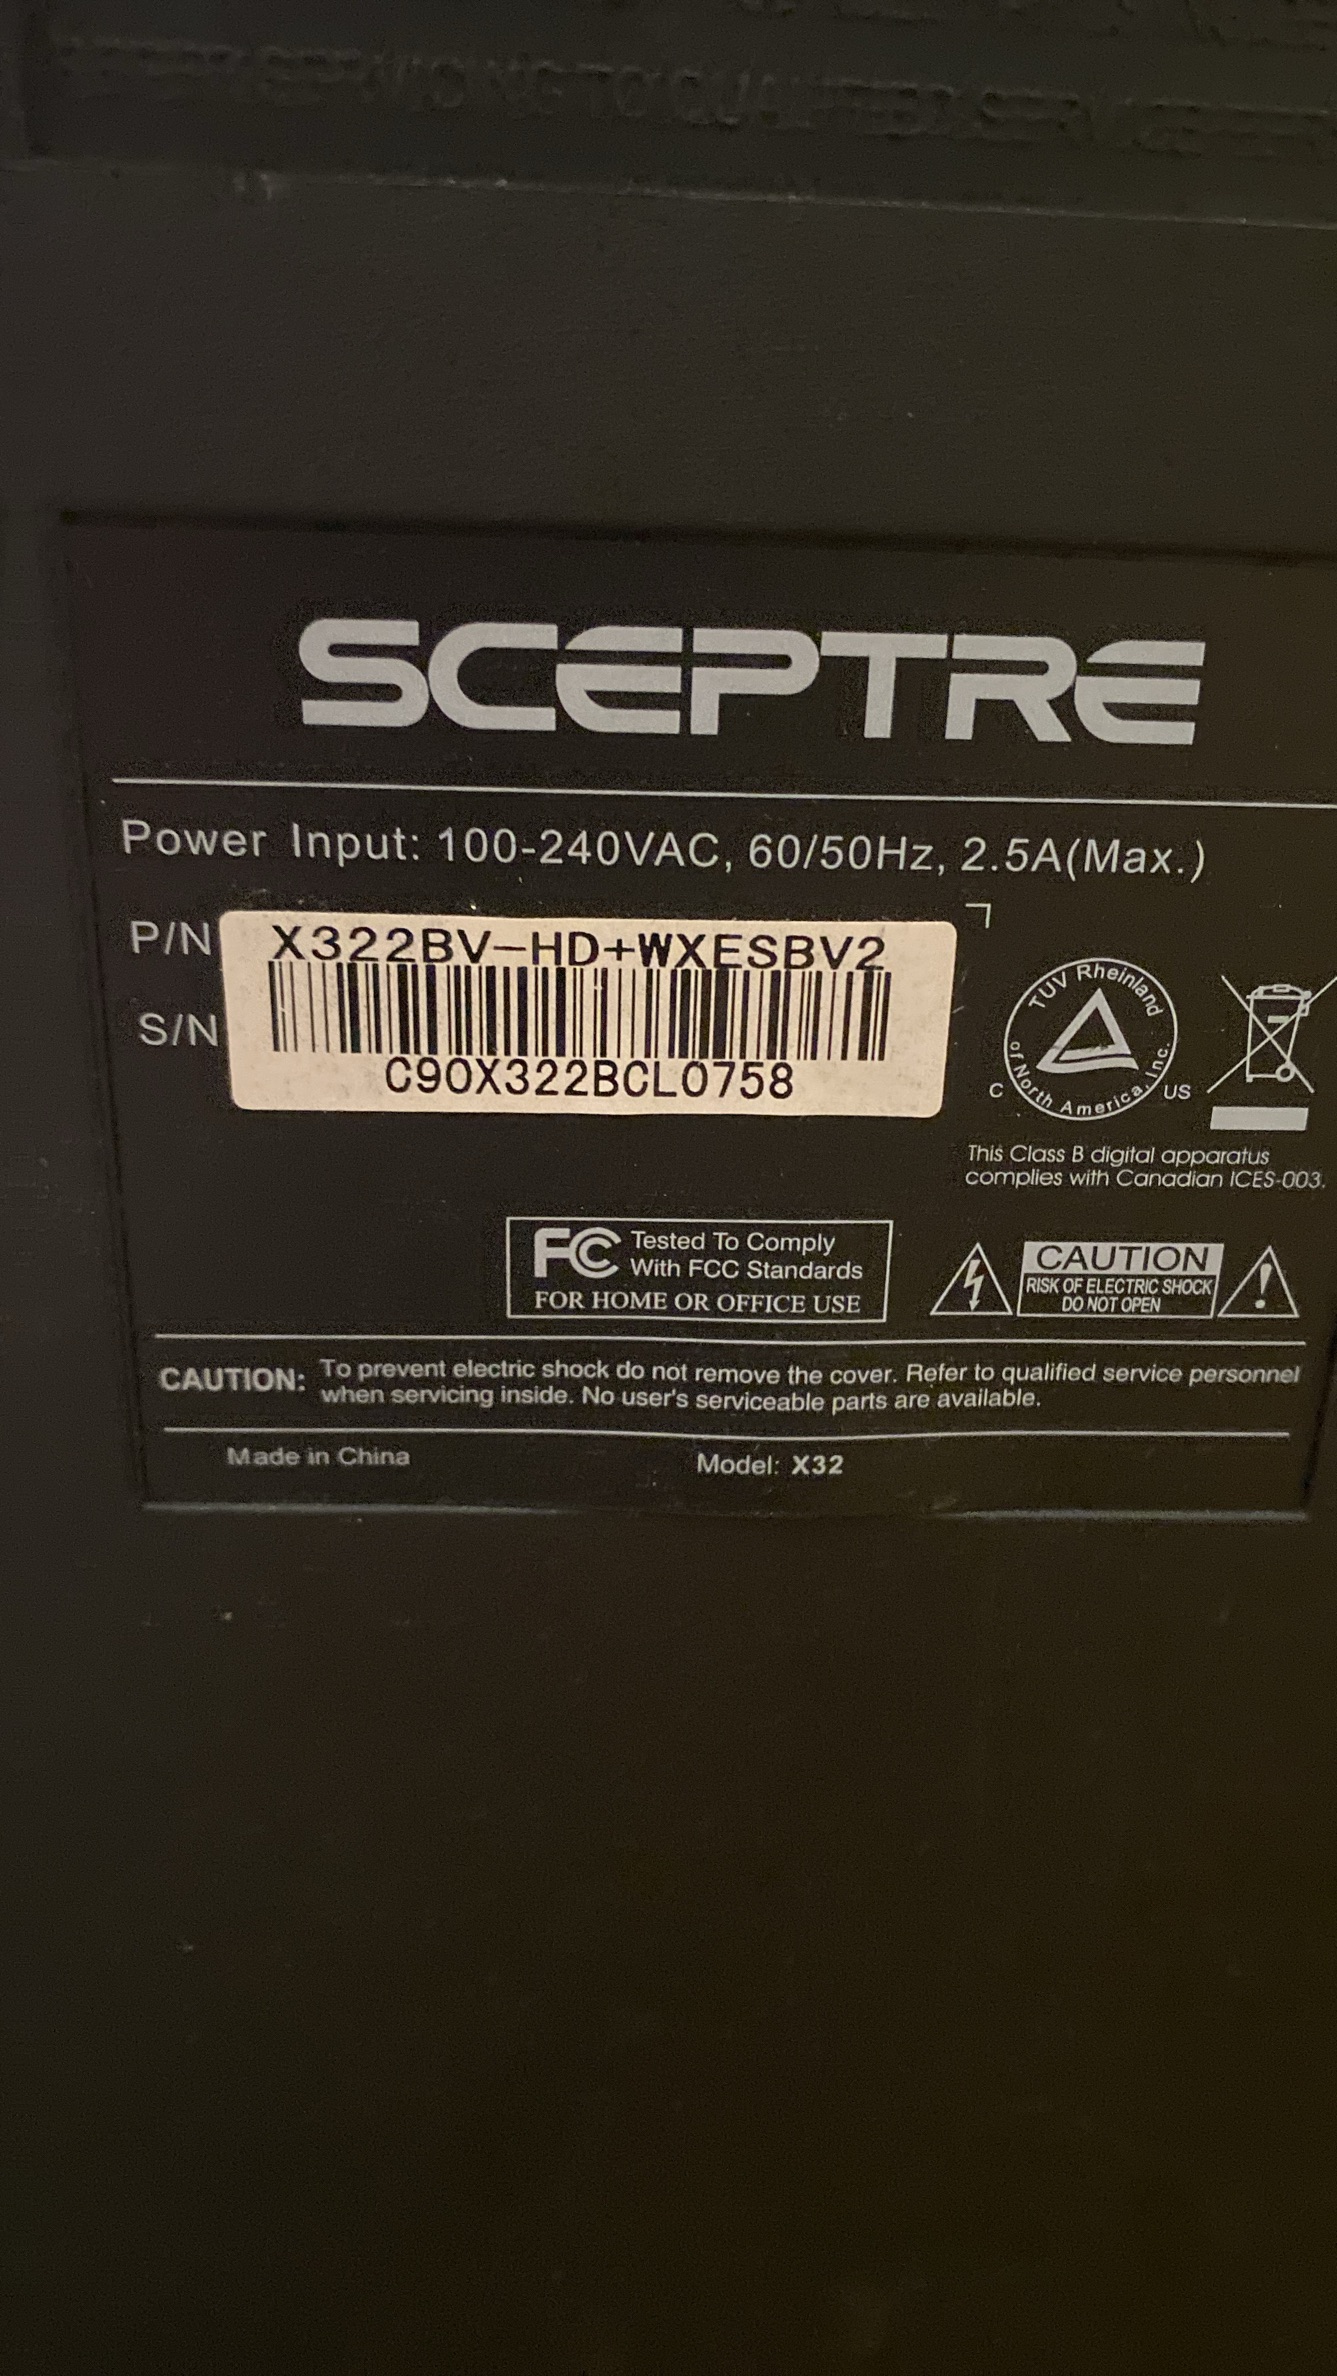 SCEPTRE
Power Input: 100-240VAC, 60/50Hz, 2.5A(Max.)
P/N X322BV-HD+WXESBV2
S/N C90X322BCL0758
TUV Rheinland
of North America, Inc.
C US
This Class B digital apparatus
complies with Canadian ICES-003.
FC Tested To Comply
With FCC Standards
FOR HOME OR OFFICE USE
CAUTION
RISK OF ELECTRIC SHOCK
DO NOT OPEN
CAUTION: To prevent electric shock do not remove the cover. Refer to qualified service personnel
when servicing inside. No user's serviceable parts are available.
Made in China Model: X32